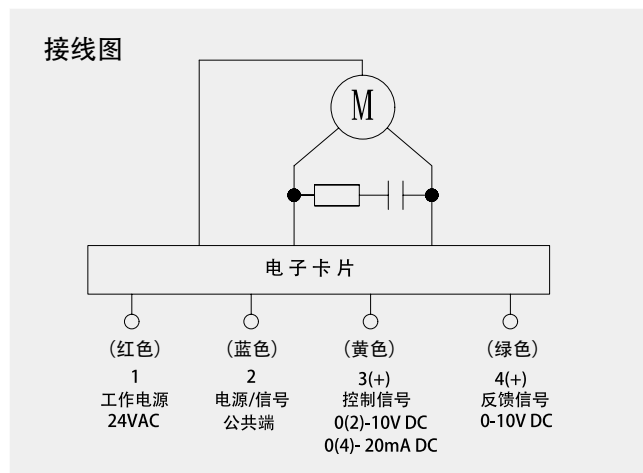 接线图
M
电子卡片
(红色) (蓝色) (黄色) (绿色)
1 2 3(+) 4(+)
工作电源 电源/信号 控制信号 反馈信号
24VAC 公共端 0(2)-10V DC 0-10V DC
0(4)- 20mA DC